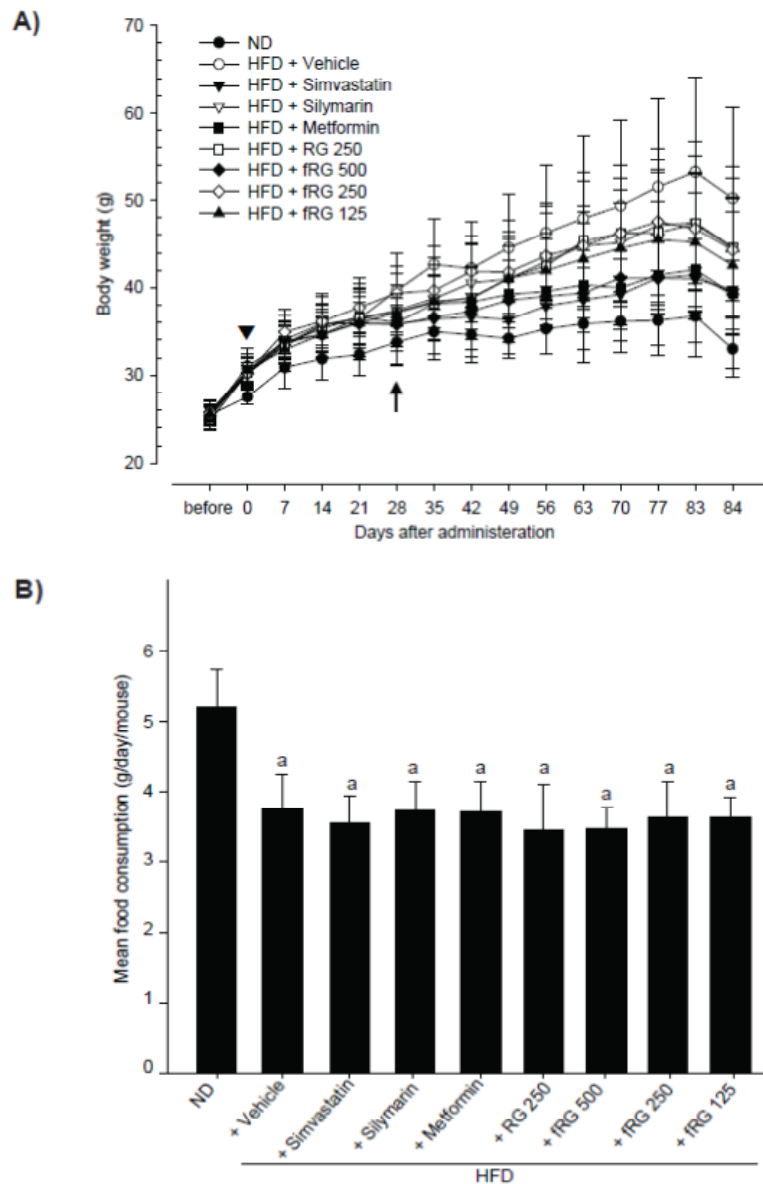 A)
70
60
50
40
30
20
Body weight (g)
ND
HFD + Vehicle
HFD + Simvastatin
HFD + Silymarin
HFD + Metformin
HFD + RG 250
HFD + fRG 500
HFD + fRG 250
HFD + fRG 125
before 0 7 14 21 28 35 42 49 56 63 70 77 83 84
Days after administeration
B)
6
5
4
3
2
1
0
Mean food consumption (g/day/mouse)
a a a a a a a a
ND
+ Vehicle
+ Simvastatin
+ Silymarin
+ Metformin
+ RG 250
+ fRG 500
+ fRG 250
+ fRG 125
HFD